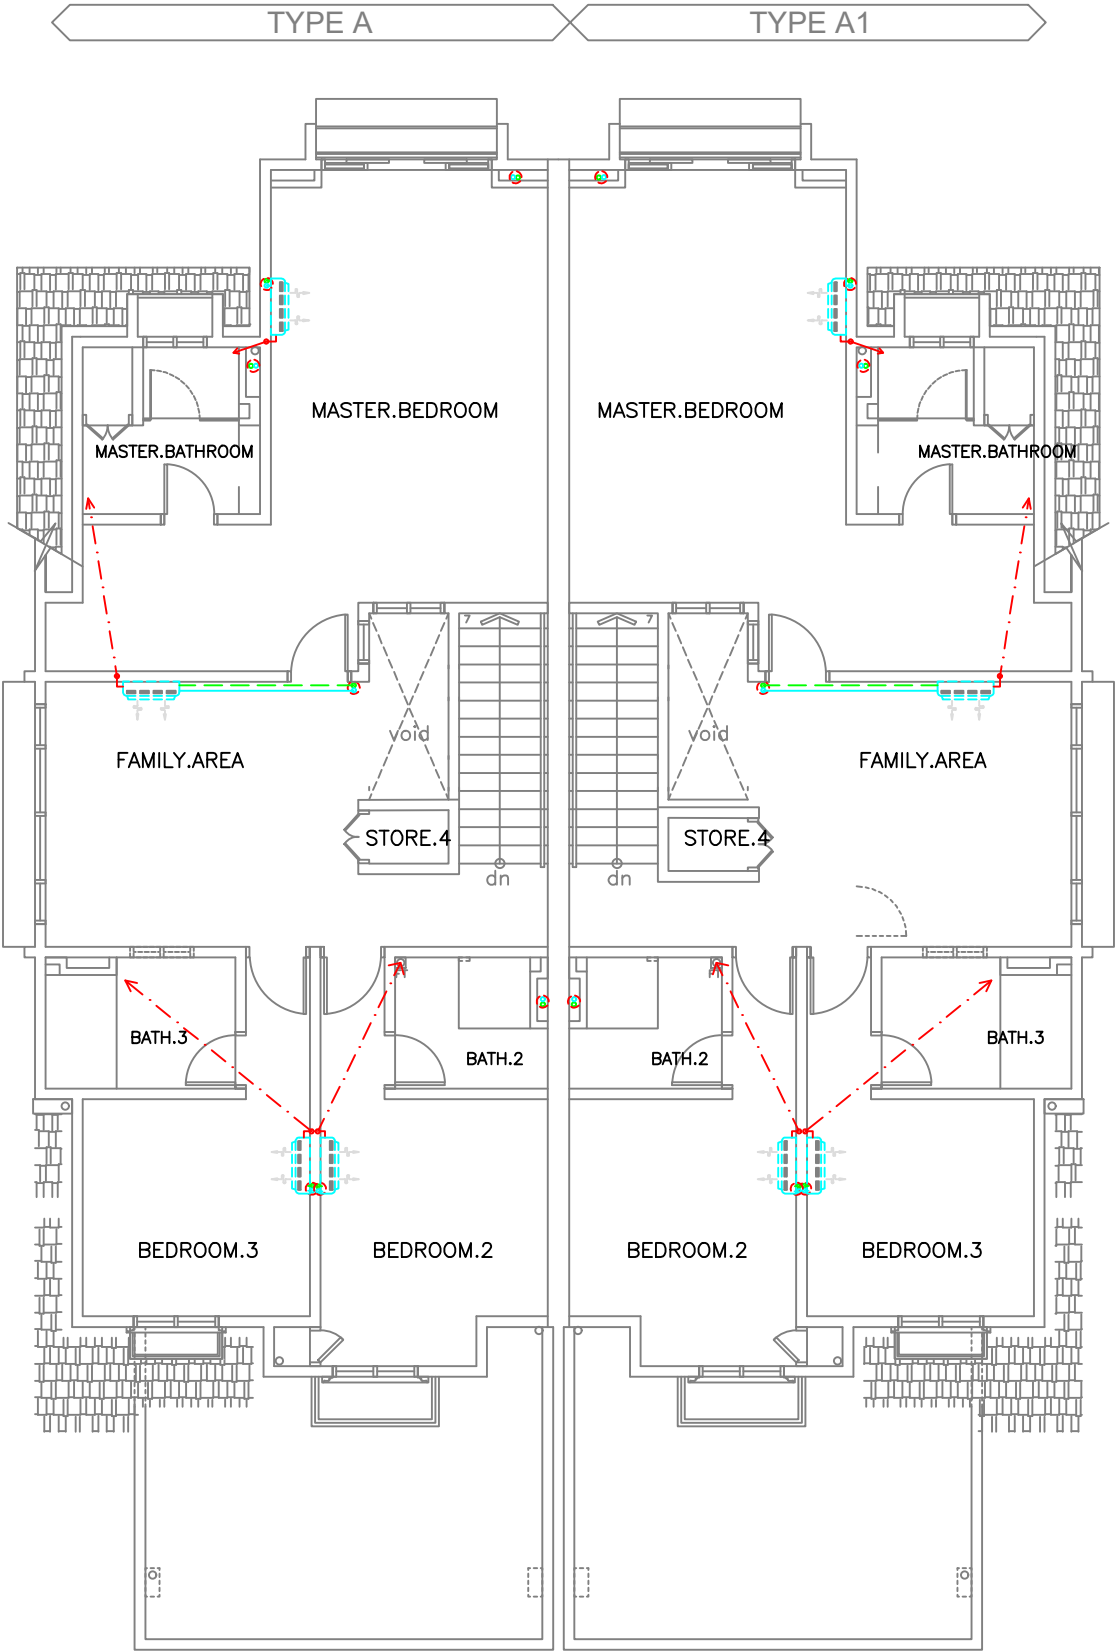 TYPE A
TYPE A1
MASTER.BEDROOM
MASTER.BEDROOM
MASTER.BATHROOM
MASTER.BATHROOM
7
7
void
void
FAMILY.AREA
FAMILY.AREA
STORE.4
STORE.4
dn
dn
BATH.3
BATH.2
BATH.2
BATH.3
BEDROOM.3
BEDROOM.2
BEDROOM.2
BEDROOM.3